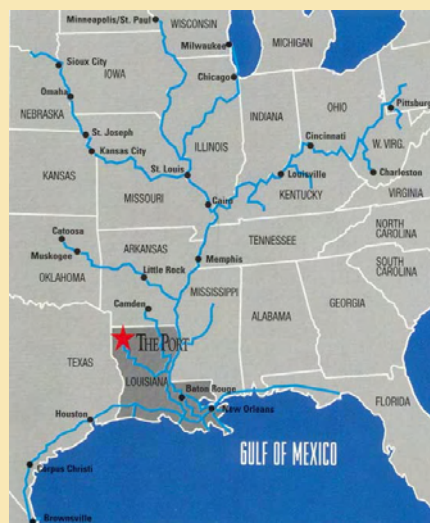 Minneapolis/St. Paul
WISCONSIN
Milwaukee
MICHIGAN
Sioux City
IOWA
Chicago
Omaha
NEBRASKA
St. Joseph
Kansas City
ILLINOIS
INDIANA
OHIO
Pittsburg
Cincinnati
W. VIRG.
St. Louis
KANSAS
MISSOURI
Louisville
KENTUCKY
Charleston
VIRGINIA
Cairo
Catoosa
Muskogee
ARKANSAS
TENNESSEE
NORTH
CAROLINA
Memphis
OKLAHOMA
Little Rock
SOUTH
CAROLINA
Camden
MISSISSIPPI
ALABAMA
GEORGIA
THE PORT
TEXAS
LOUISIANA
Baton Rouge
New Orleans
FLORIDA
Houston
GULF OF MEXICO
Corpus Christi
Brownsville